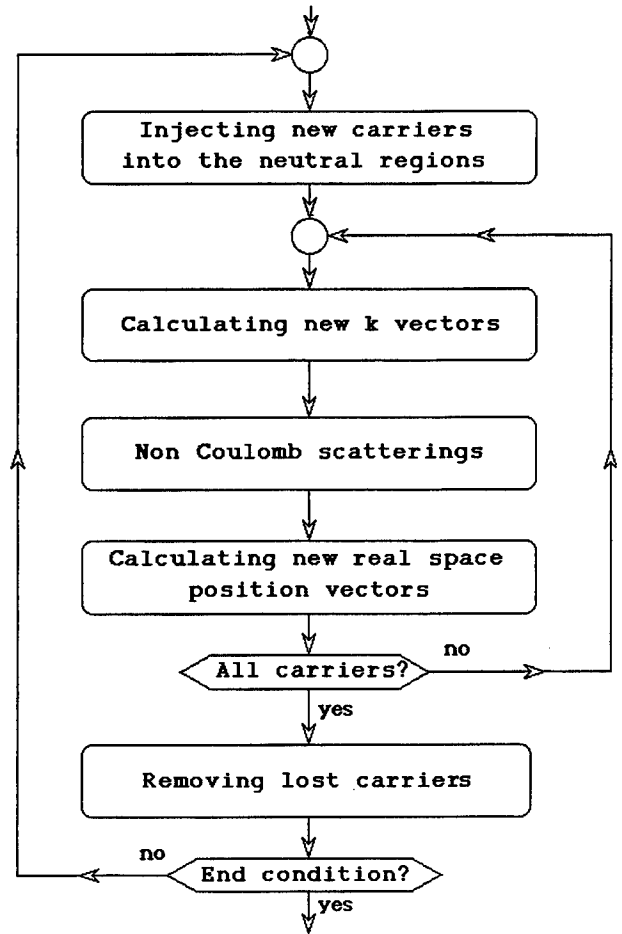 Injecting new carriers
into the neutral regions
Calculating new k vectors
Non Coulomb scatterings
Calculating new real space
position vectors
All carriers?
no
yes
Removing lost carriers
no
End condition?
yes